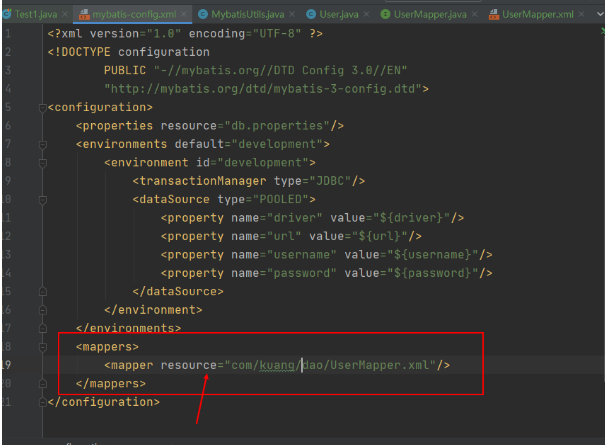 Test1.java × mybatis-config.xml × MybatisUtils.java × User.java × UserMapper.java × UserMapper.xml ×
1 <?xml version="1.0" encoding="UTF-8" ?>
2 <!DOCTYPE configuration
3 PUBLIC "-//mybatis.org//DTD Config 3.0//EN"
4 "http://mybatis.org/dtd/mybatis-3-config.dtd">
5 <configuration>
6 <properties resource="db.properties"/>
7 <environments default="development">
8 <environment id="development">
9 <transactionManager type="JDBC"/>
10 <dataSource type="POOLED">
11 <property name="driver" value="${driver}"/>
12 <property name="url" value="${url}"/>
13 <property name="username" value="${username}"/>
14 <property name="password" value="${password}"/>
15 </dataSource>
16 </environment>
17 </environments>
18 <mappers>
19 <mapper resource="com/kuang/dao/UserMapper.xml"/>
20 </mappers>
21 </configuration>